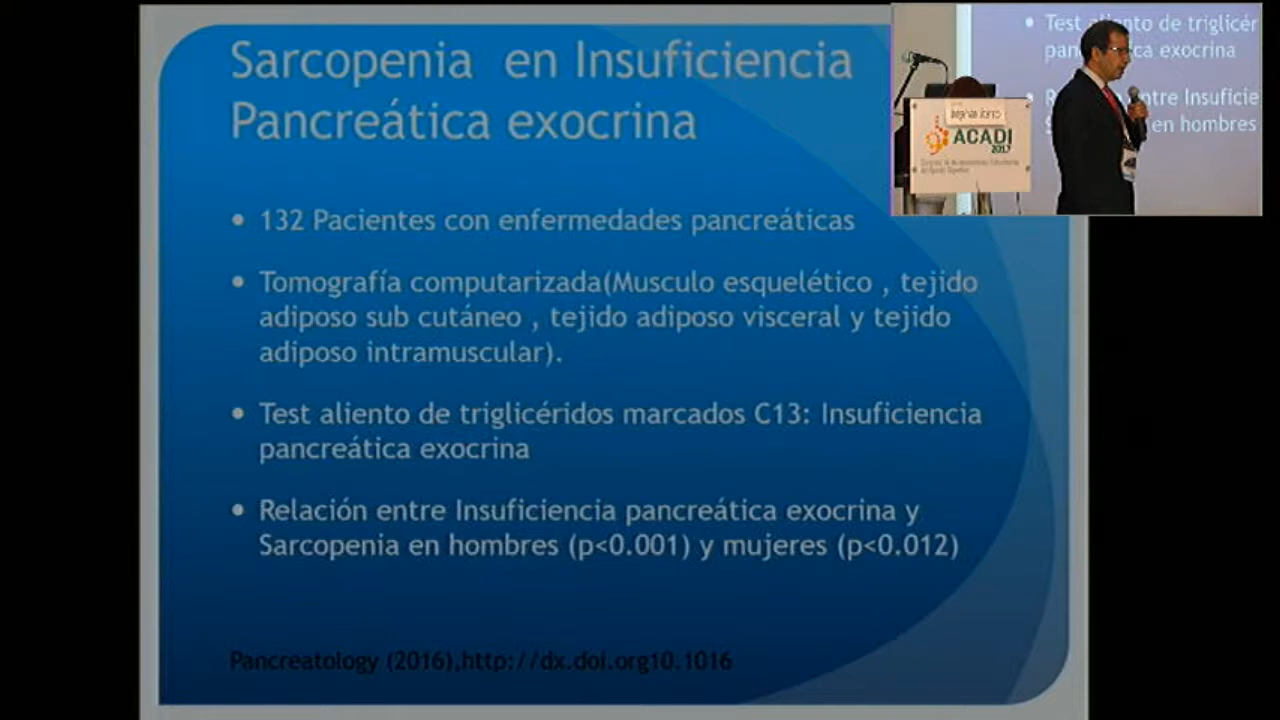 Sarcopenia en Insuficiencia
Pancreática exocrina
• 132 Pacientes con enfermedades pancreáticas
• Tomografía computarizada(Musculo esquelético , tejido
adiposo sub cutáneo , tejido adiposo visceral y tejido
adiposo intramuscular).
• Test aliento de triglicéridos marcados C13: Insuficiencia
pancreática exocrina
• Relación entre Insuficiencia pancreática exocrina y
Sarcopenia en hombres (p<0.001) y mujeres (p<0.012)
Pancreatology (2016),http://dx.doi.org10.1016
• Test aliento de triglicér
exocrina
entre Insuficie
en hombres
ACADI
2017